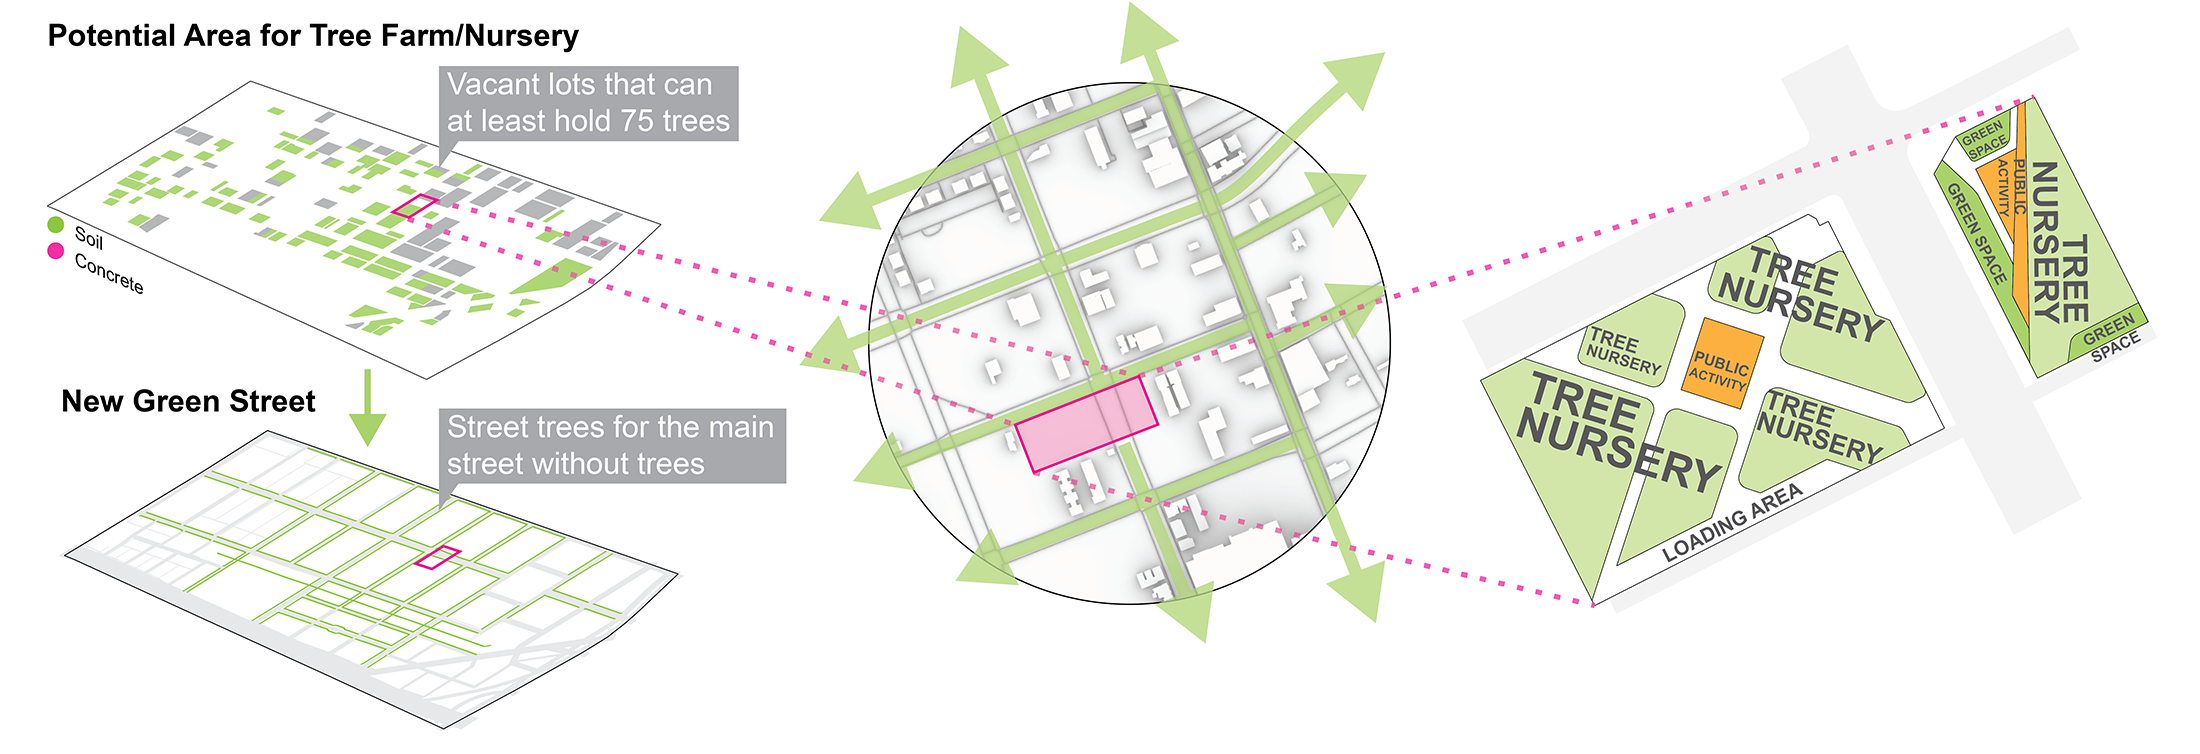 Potential Area for Tree Farm/Nursery
Vacant lots that can
at least hold 75 trees
Soil
Concrete
New Green Street
Street trees for the main
street without trees
TREE
NURSERY
TREE
NURSERY
TREE
NURSERY
PUBLIC
ACTIVITY
TREE
NURSERY
LOADING AREA
GREEN
SPACE
PUBLIC
ACTIVITY
GREEN SPACE
TREE
NURSERY
GREEN
SPACE